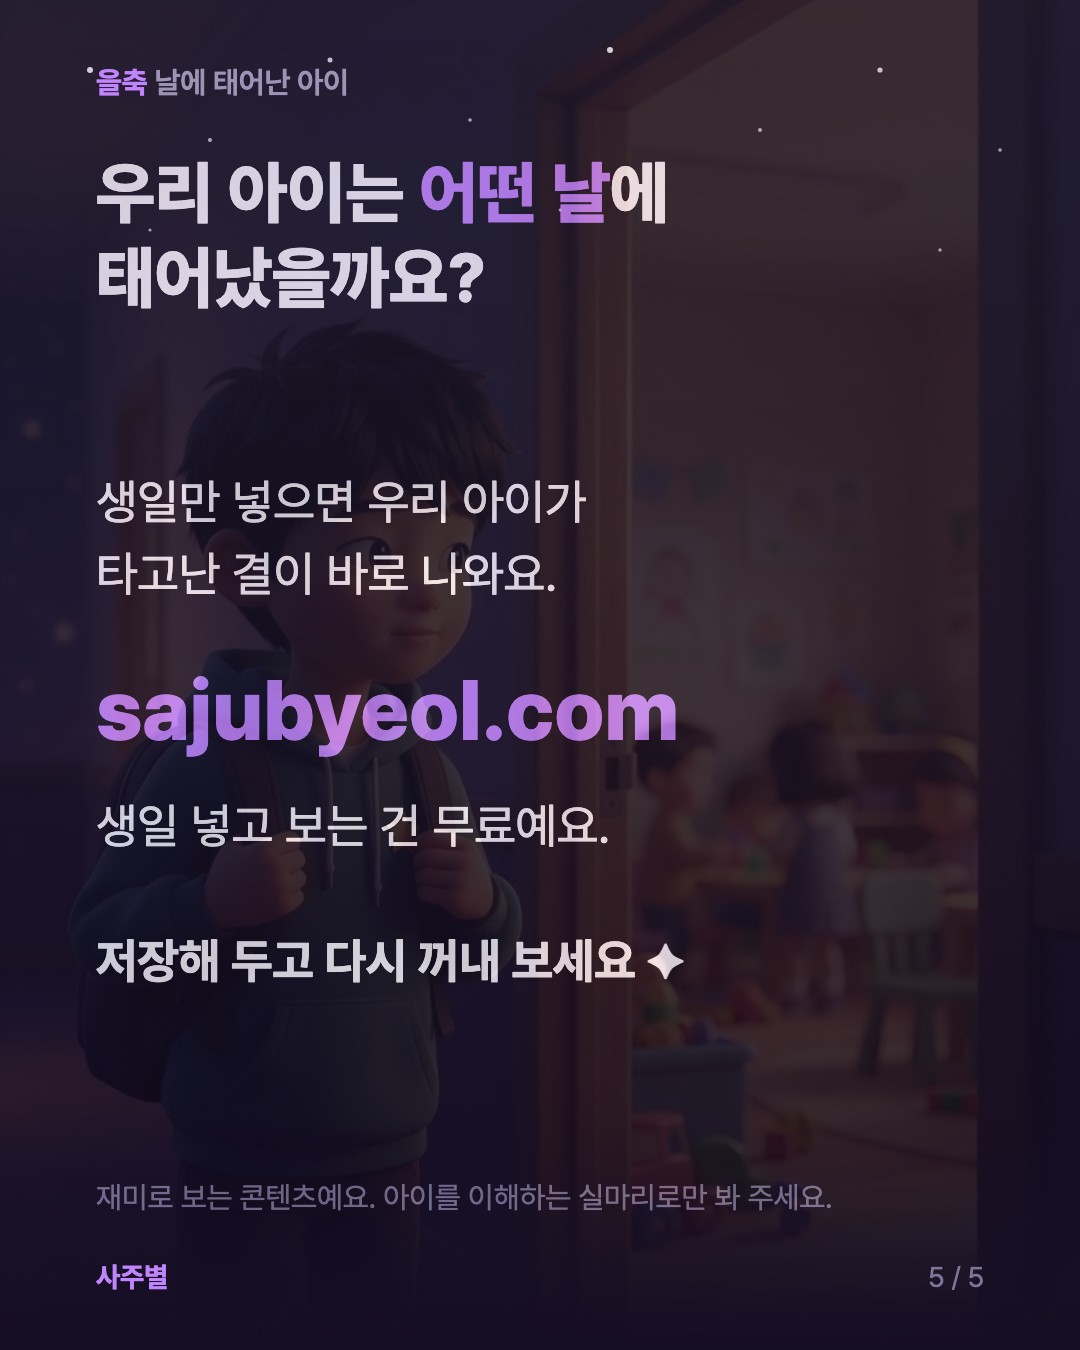 을축 날에 태어난 아이
우리 아이는 어떤 날에
태어났을까요?
생일만 넣으면 우리 아이가
타고난 결이 바로 나와요.
sajubyeol.com
생일 넣고 보는 건 무료예요.
저장해 두고 다시 꺼내 보세요 ✦
재미로 보는 콘텐츠예요. 아이를 이해하는 실마리로만 봐 주세요.
사주별
5 / 5